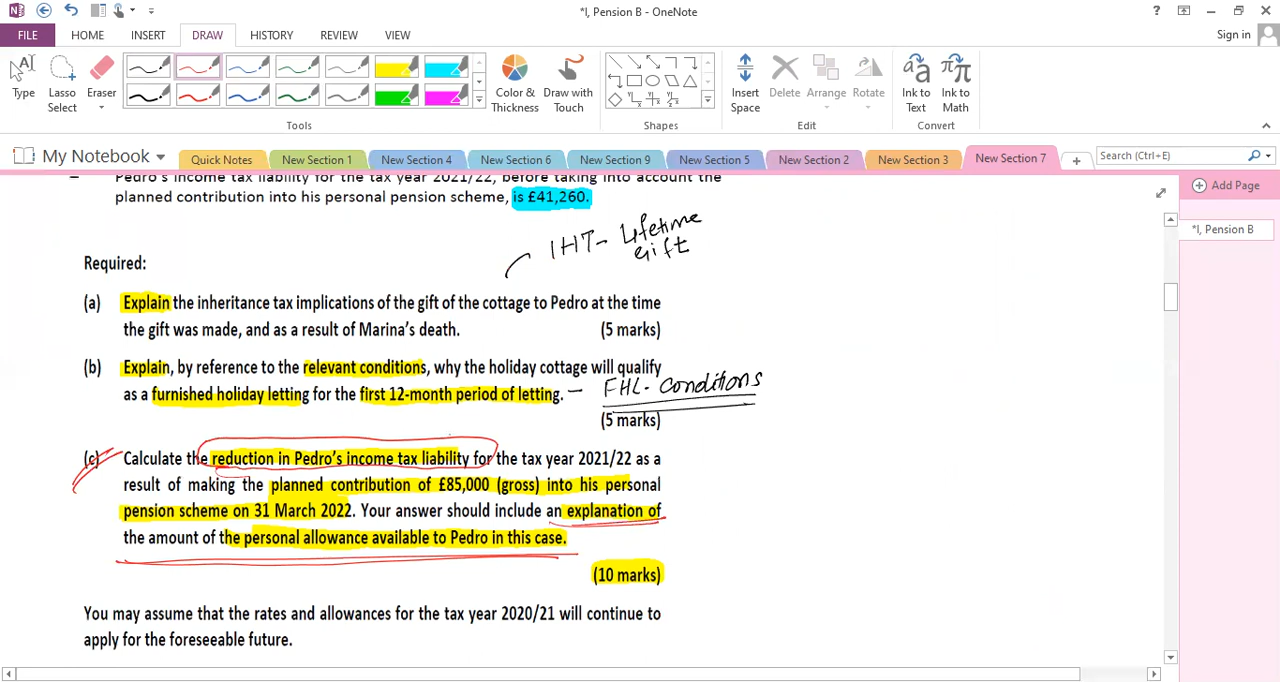 *I, Pension B - OneNote
?
Sign in
FILE HOME INSERT DRAW HISTORY REVIEW VIEW
Type
Lasso
Select
Eraser
Color &
Thickness
Draw with
Touch
Insert
Space
Delete
Arrange
Rotate
Ink to
Text
Ink to
Math
Tools
Shapes
Edit
Convert
My Notebook
Quick Notes
New Section 1
New Section 4
New Section 6
New Section 9
New Section 5
New Section 2
New Section 3
New Section 7
Search (Ctrl+E)
Add Page
*I, Pension B
Pedro's income tax liability for the tax year 2021/22, before taking into account the
planned contribution into his personal pension scheme, is £41,260.
IHT- Lifetime
Gift
Required:
(a) Explain the inheritance tax implications of the gift of the cottage to Pedro at the time
the gift was made, and as a result of Marina's death. (5 marks)
(b) Explain, by reference to the relevant conditions, why the holiday cottage will qualify
as a furnished holiday letting for the first 12-month period of letting. - FHL- Conditions
(5 marks)
(c) Calculate the reduction in Pedro's income tax liability for the tax year 2021/22 as a
result of making the planned contribution of £85,000 (gross) into his personal
pension scheme on 31 March 2022. Your answer should include an explanation of
the amount of the personal allowance available to Pedro in this case.
(10 marks)
You may assume that the rates and allowances for the tax year 2020/21 will continue to
apply for the foreseeable future.